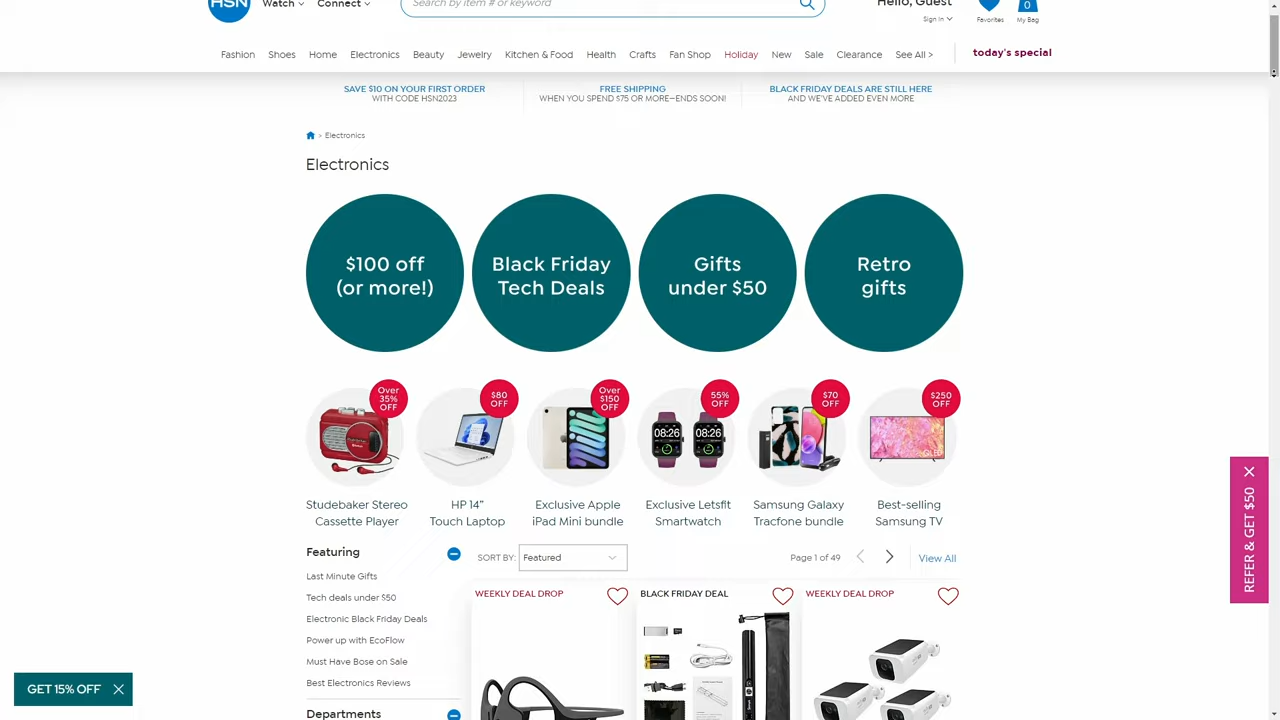 HSN
Watch
Connect
Search by item # or keyword
Hello, Guest
Sign In
Favorites
0
My Bag
Fashion Shoes Home Electronics Beauty Jewelry Kitchen & Food Health Crafts Fan Shop Holiday New Sale Clearance See All >
today's special
SAVE $10 ON YOUR FIRST ORDER
WITH CODE HSN2023
FREE SHIPPING
WHEN YOU SPEND $75 OR MORE—ENDS SOON!
BLACK FRIDAY DEALS ARE STILL HERE
AND WE'VE ADDED EVEN MORE
> Electronics
Electronics
$100 off
(or more!)
Black Friday
Tech Deals
Gifts
under $50
Retro
gifts
Over
35%
OFF
$80
OFF
Over
$150
OFF
55%
OFF
$70
OFF
$250
OFF
08:26
08:26
QLED
Studebaker Stereo
Cassette Player
HP 14"
Touch Laptop
Exclusive Apple
iPad Mini bundle
Exclusive Letsfit
Smartwatch
Samsung Galaxy
Tracfone bundle
Best-selling
Samsung TV
Featuring
Last Minute Gifts
Tech deals under $50
Electronic Black Friday Deals
Power up with EcoFlow
Must Have Bose on Sale
Best Electronics Reviews
Departments
SORT BY: Featured
Page 1 of 49
View All
WEEKLY DEAL DROP
BLACK FRIDAY DEAL
WEEKLY DEAL DROP
REFER & GET $50
GET 15% OFF